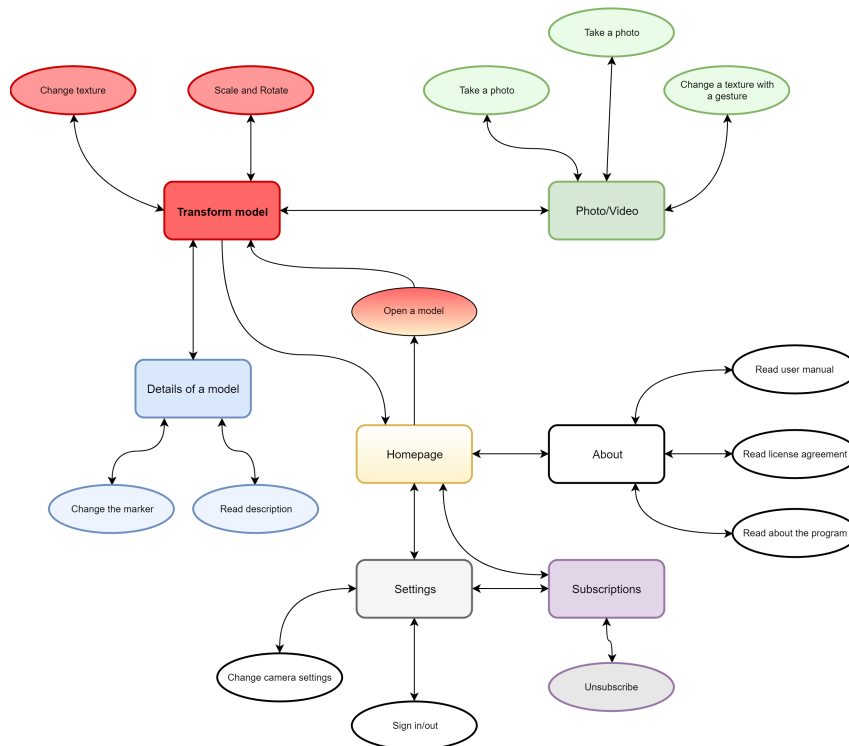 Take a photo
Change texture
Scale and Rotate
Take a photo
Change a texture with
a gesture
Transform model
Photo/Video
Open a model
Read user manual
Details of a model
Homepage
About
Read license agreement
Change the marker
Read description
Read about the program
Settings
Subscriptions
Change camera settings
Unsubscribe
Sign in/out